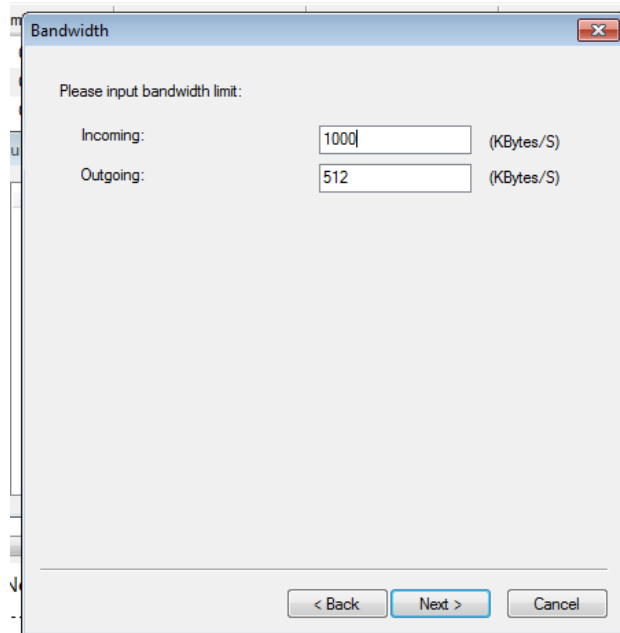 Bandwidth
Please input bandwidth limit:
Incoming: 1000 (KBytes/S)
Outgoing: 512 (KBytes/S)
< Back Next > Cancel